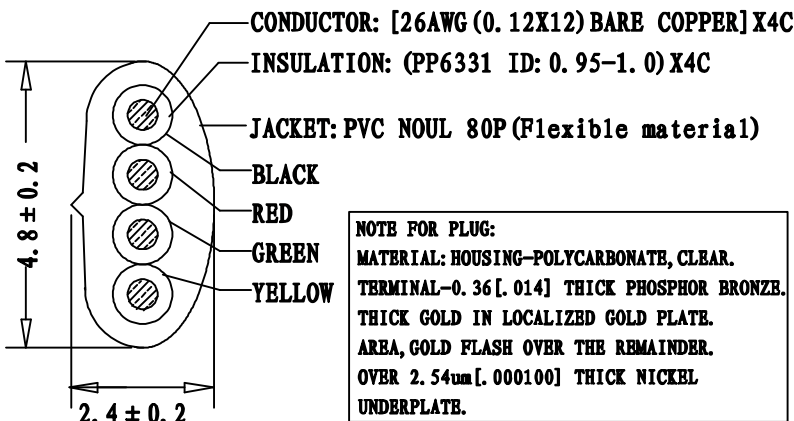 CONDUCTOR: [26AWG(0.12X12)BARE COPPER]X4C
INSULATION: (PP6331 ID:0.95-1.0)X4C
JACKET:PVC NOUL 80P(Flexible material)
BLACK
RED
GREEN
YELLOW
4.8±0.2
2.4±0.2
NOTE FOR PLUG:
MATERIAL:HOUSING-POLYCARBONATE,CLEAR.
TERMINAL-0.36[.014] THICK PHOSPHOR BRONZE.
THICK GOLD IN LOCALIZED GOLD PLATE.
AREA,GOLD FLASH OVER THE REMAINDER.
OVER 2.54um[.000100] THICK NICKEL
UNDERPLATE.